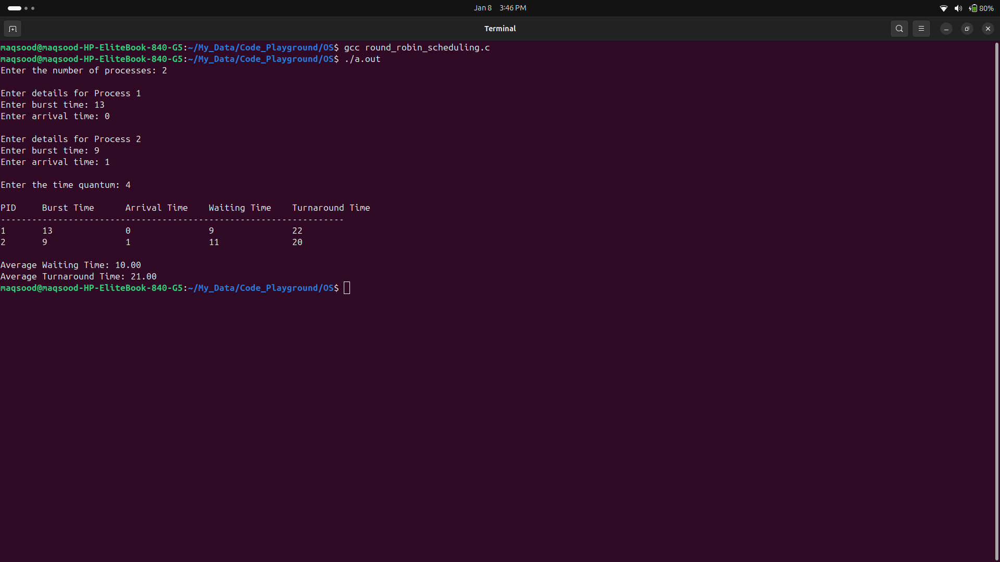 Jan 8 3:46 PM
80%
Terminal
maqsood@maqsood-HP-EliteBook-840-G5:~/My_Data/Code_Playground/OS$ gcc round_robin_scheduling.c
maqsood@maqsood-HP-EliteBook-840-G5:~/My_Data/Code_Playground/OS$ ./a.out
Enter the number of processes: 2

Enter details for Process 1
Enter burst time: 13
Enter arrival time: 0

Enter details for Process 2
Enter burst time: 9
Enter arrival time: 1

Enter the time quantum: 4

PID     Burst Time      Arrival Time    Waiting Time    Turnaround Time
------------------------------------------------------------------
1       13              0               9               22
2       9               1               11              20

Average Waiting Time: 10.00
Average Turnaround Time: 21.00
maqsood@maqsood-HP-EliteBook-840-G5:~/My_Data/Code_Playground/OS$